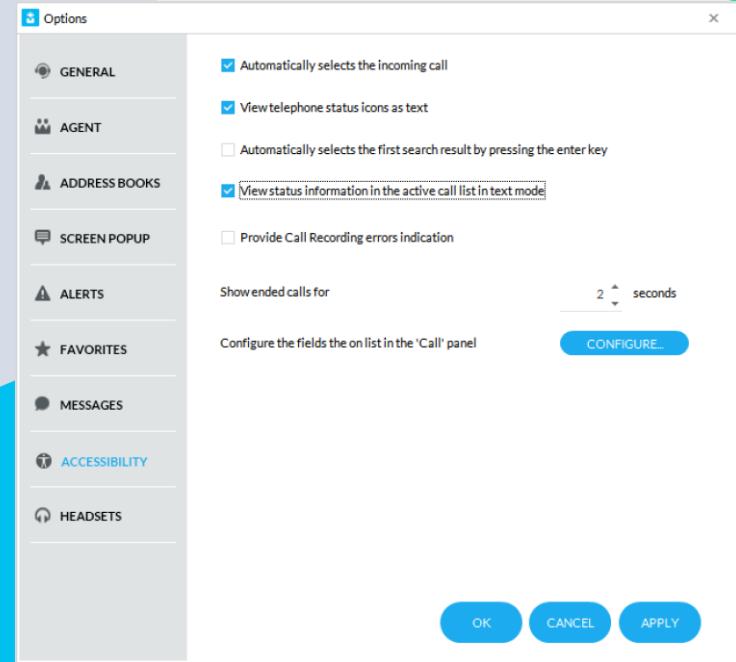 Options
GENERAL
AGENT
ADDRESS BOOKS
SCREEN POPUP
ALERTS
FAVORITES
MESSAGES
ACCESSIBILITY
HEADSETS
Automatically selects the incoming call
View telephone status icons as text
Automatically selects the first search result by pressing the enter key
View status information in the active call list in text mode
Provide Call Recording errors indication
Show ended calls for 2 seconds
Configure the fields the on list in the 'Call' panel CONFIGURE...
OK CANCEL APPLY